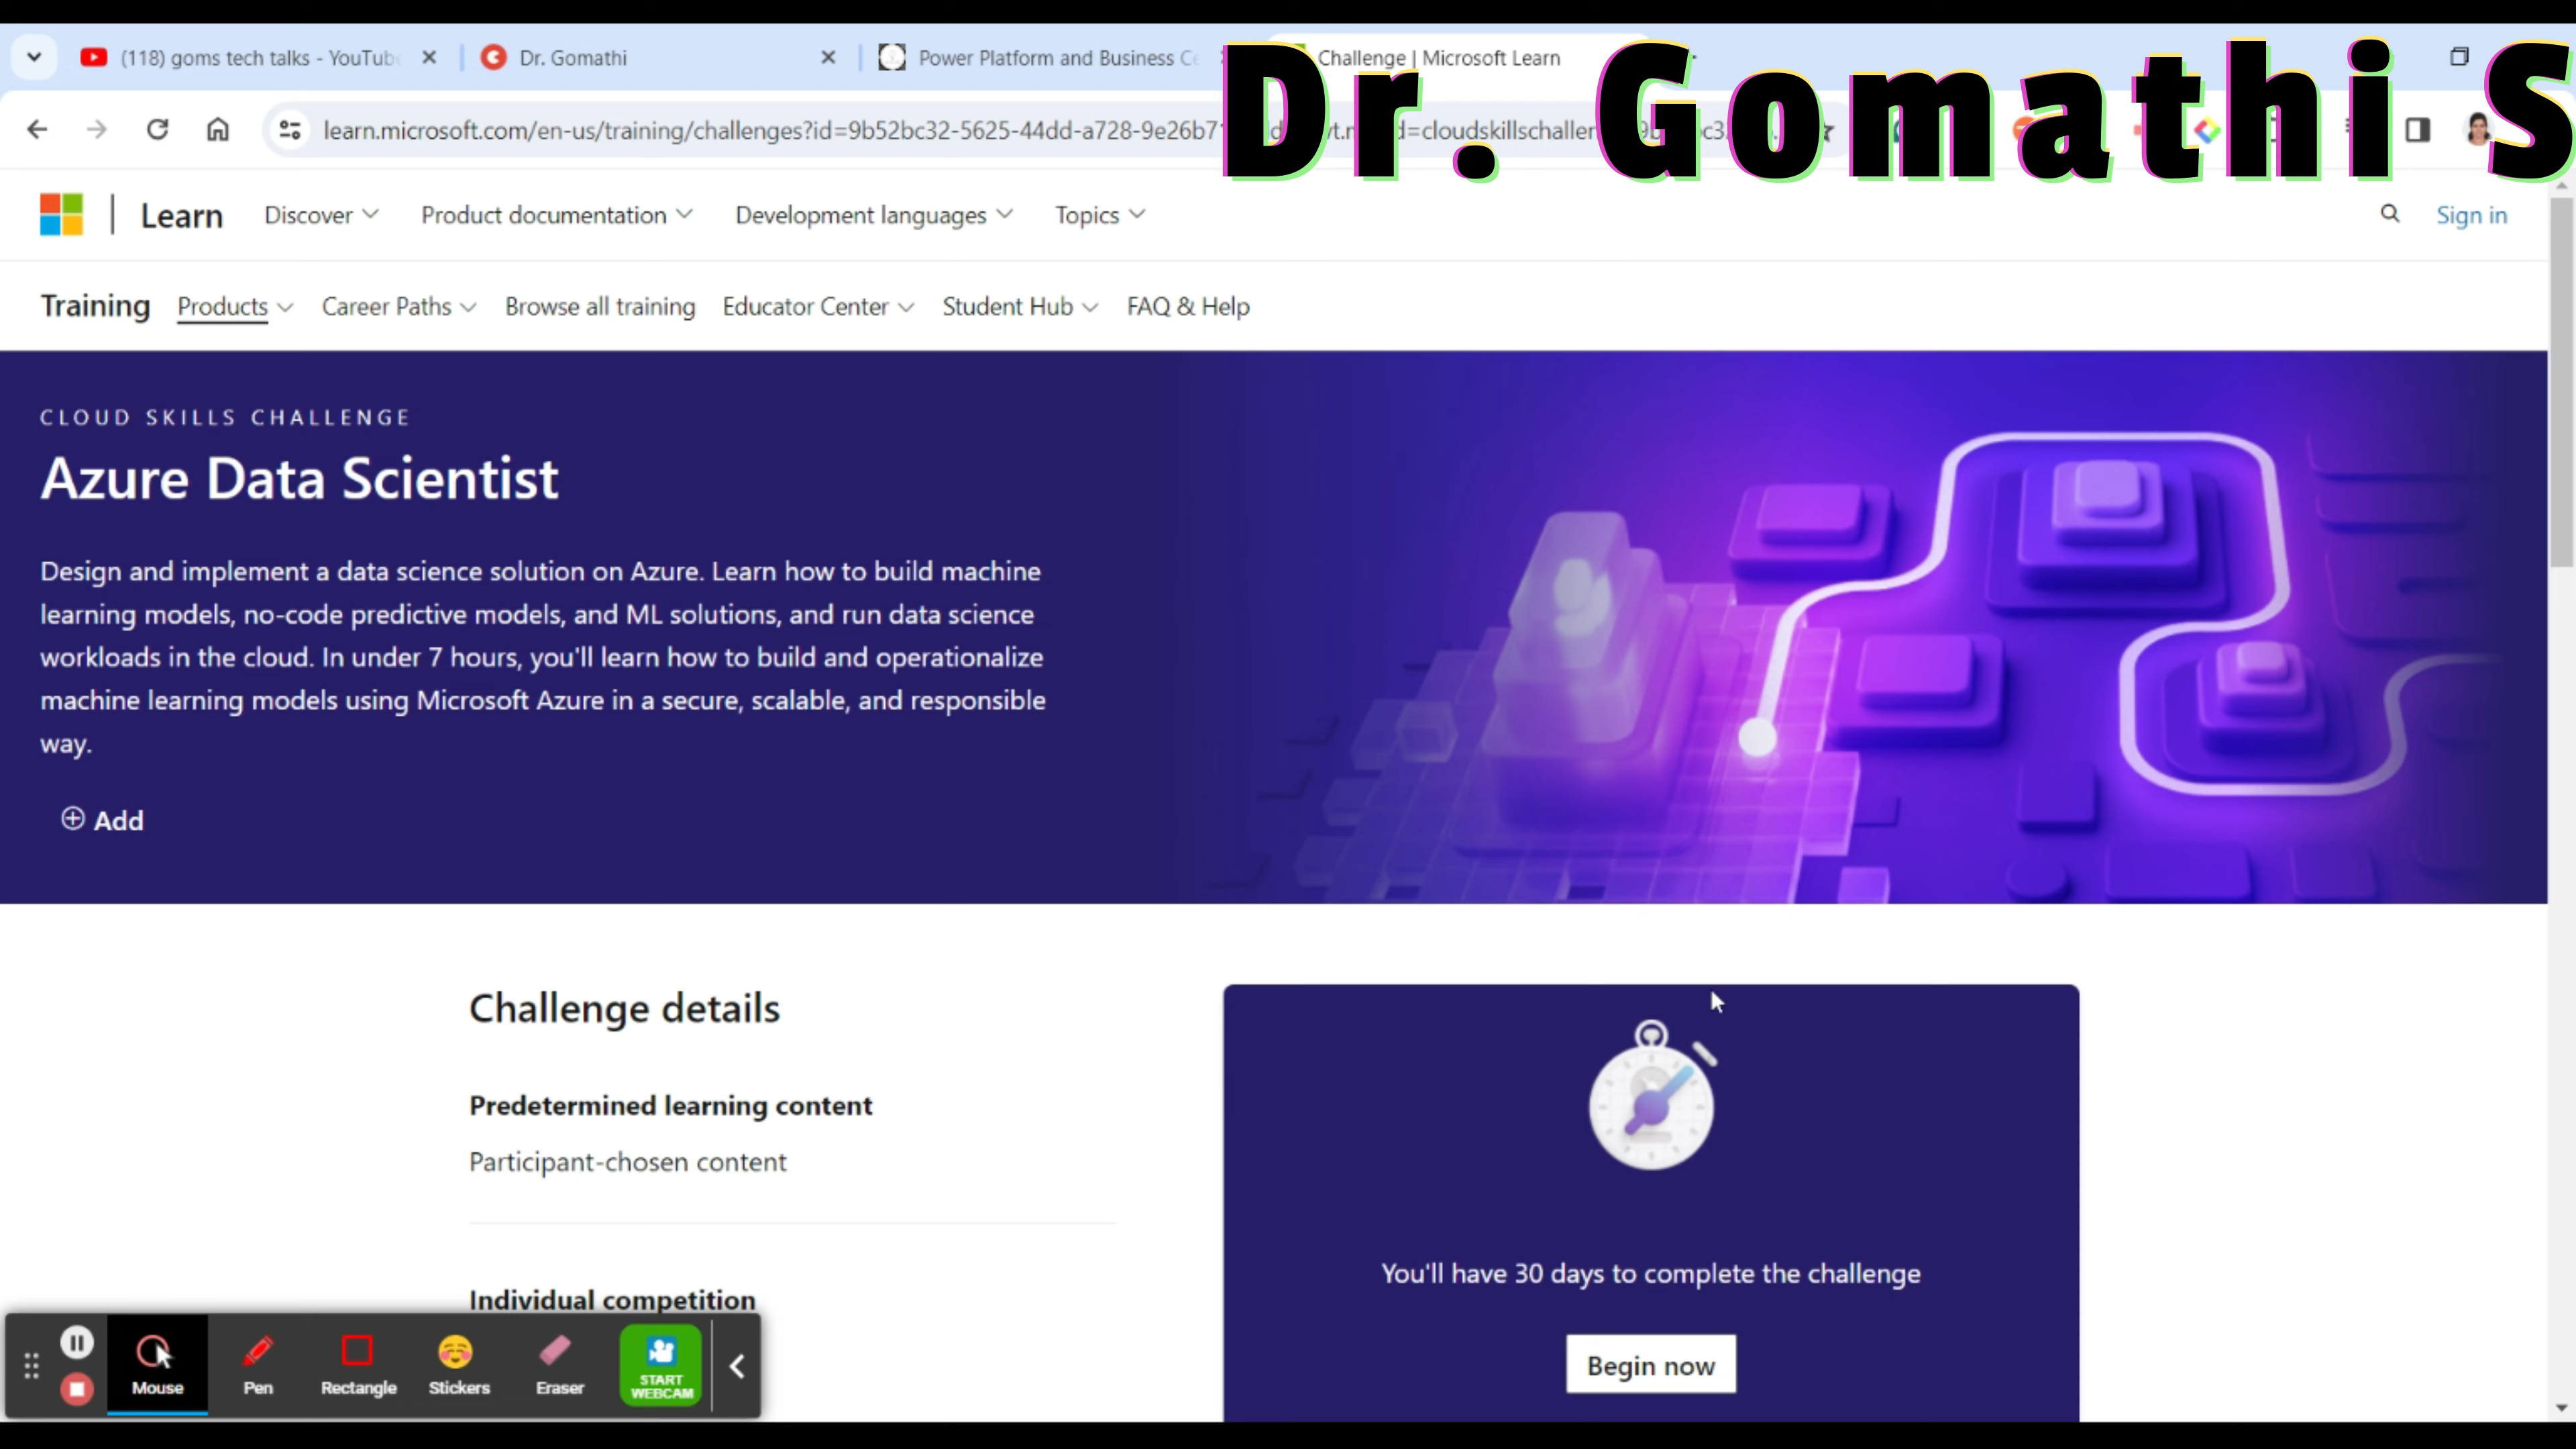 (118) goms tech talks - YouTube
Dr. Gomathi
Power Platform and Business Ce
Challenge | Microsoft Learn
Dr. Gomathi S
learn.microsoft.com/en-us/training/challenges?id=9b52bc32-5625-44dd-a728-9e26b7
Learn
Discover
Product documentation
Development languages
Topics
Sign in
Training
Products
Career Paths
Browse all training
Educator Center
Student Hub
FAQ & Help
CLOUD SKILLS CHALLENGE
Azure Data Scientist
Design and implement a data science solution on Azure. Learn how to build machine
learning models, no-code predictive models, and ML solutions, and run data science
workloads in the cloud. In under 7 hours, you'll learn how to build and operationalize
machine learning models using Microsoft Azure in a secure, scalable, and responsible
way.
Add
Challenge details
Predetermined learning content
Participant-chosen content
Individual competition
You'll have 30 days to complete the challenge
Begin now
Mouse
Pen
Rectangle
Stickers
Eraser
START
WEBCAM